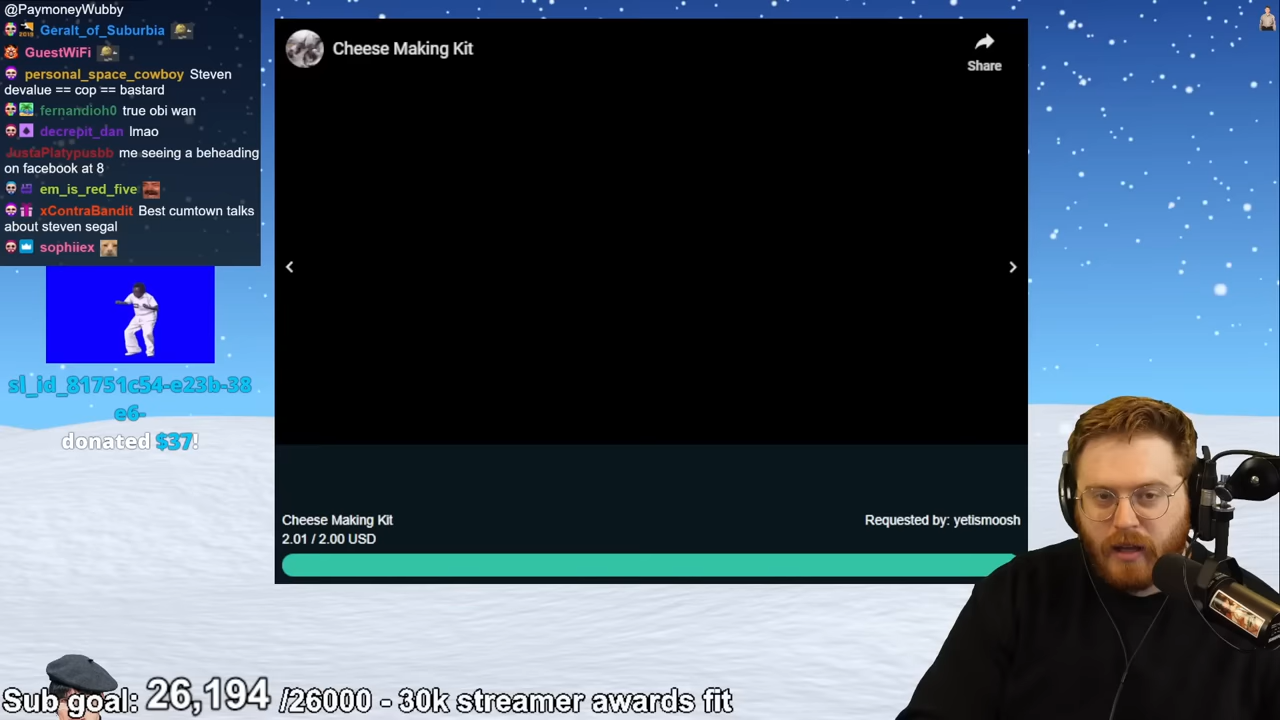 @PaymoneyWubby
Geralt_of_Suburbia
GuestWiFi
personal_space_cowboy Steven
devalue == cop == bastard
fernandioh0 true obi wan
decrepit_dan lmao
JustaPlatypusbb me seeing a beheading
on facebook at 8
em_is_red_five
xContraBandit Best cumtown talks
about steven segal
sophiiex
sl_id_81751c54-e23b-38
e6-
donated $37!
Cheese Making Kit
Share
Cheese Making Kit
Requested by: yetismoosh
2.01 / 2.00 USD
Sub goal: 26,194 /26000 - 30k streamer awards fit